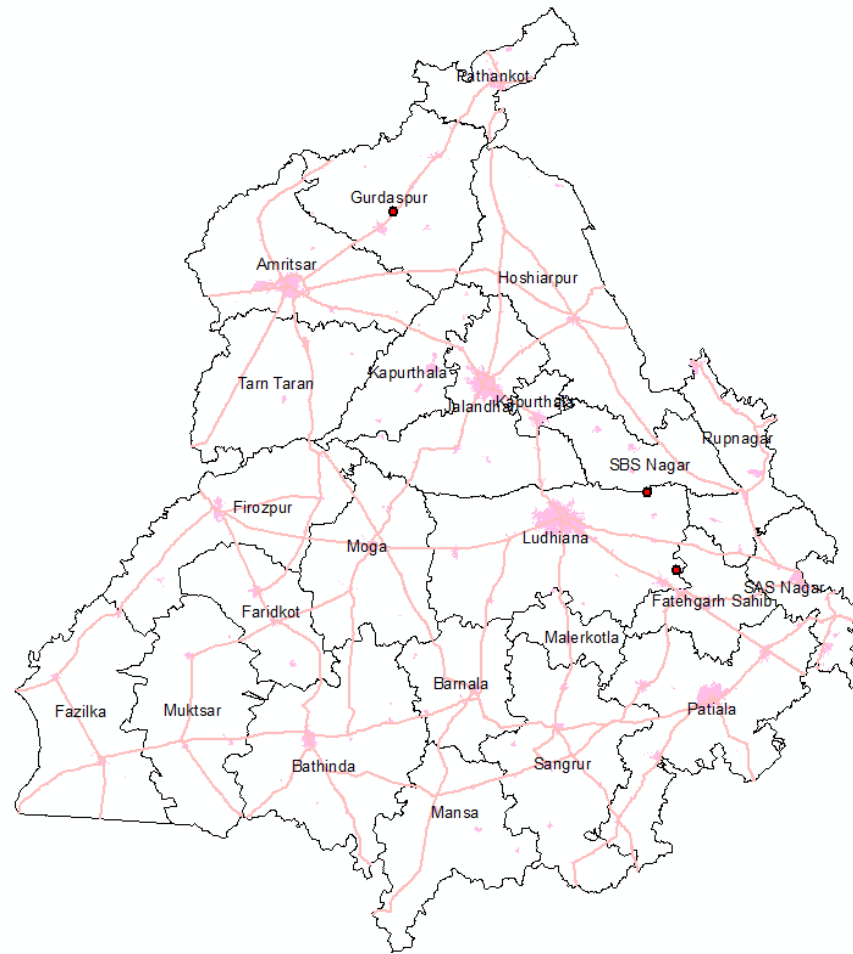 Pathankot
Gurdaspur
Amritsar
Hoshiarpur
Tarn Taran
Kapurthala
Jalandhar
Kapurthala
Rupnagar
SBS Nagar
Firozpur
Moga
Ludhiana
SAS Nagar
Faridkot
Fatehgarh Sahib
Malerkotla
Barnala
Fazilka
Muktsar
Patiala
Bathinda
Sangrur
Mansa